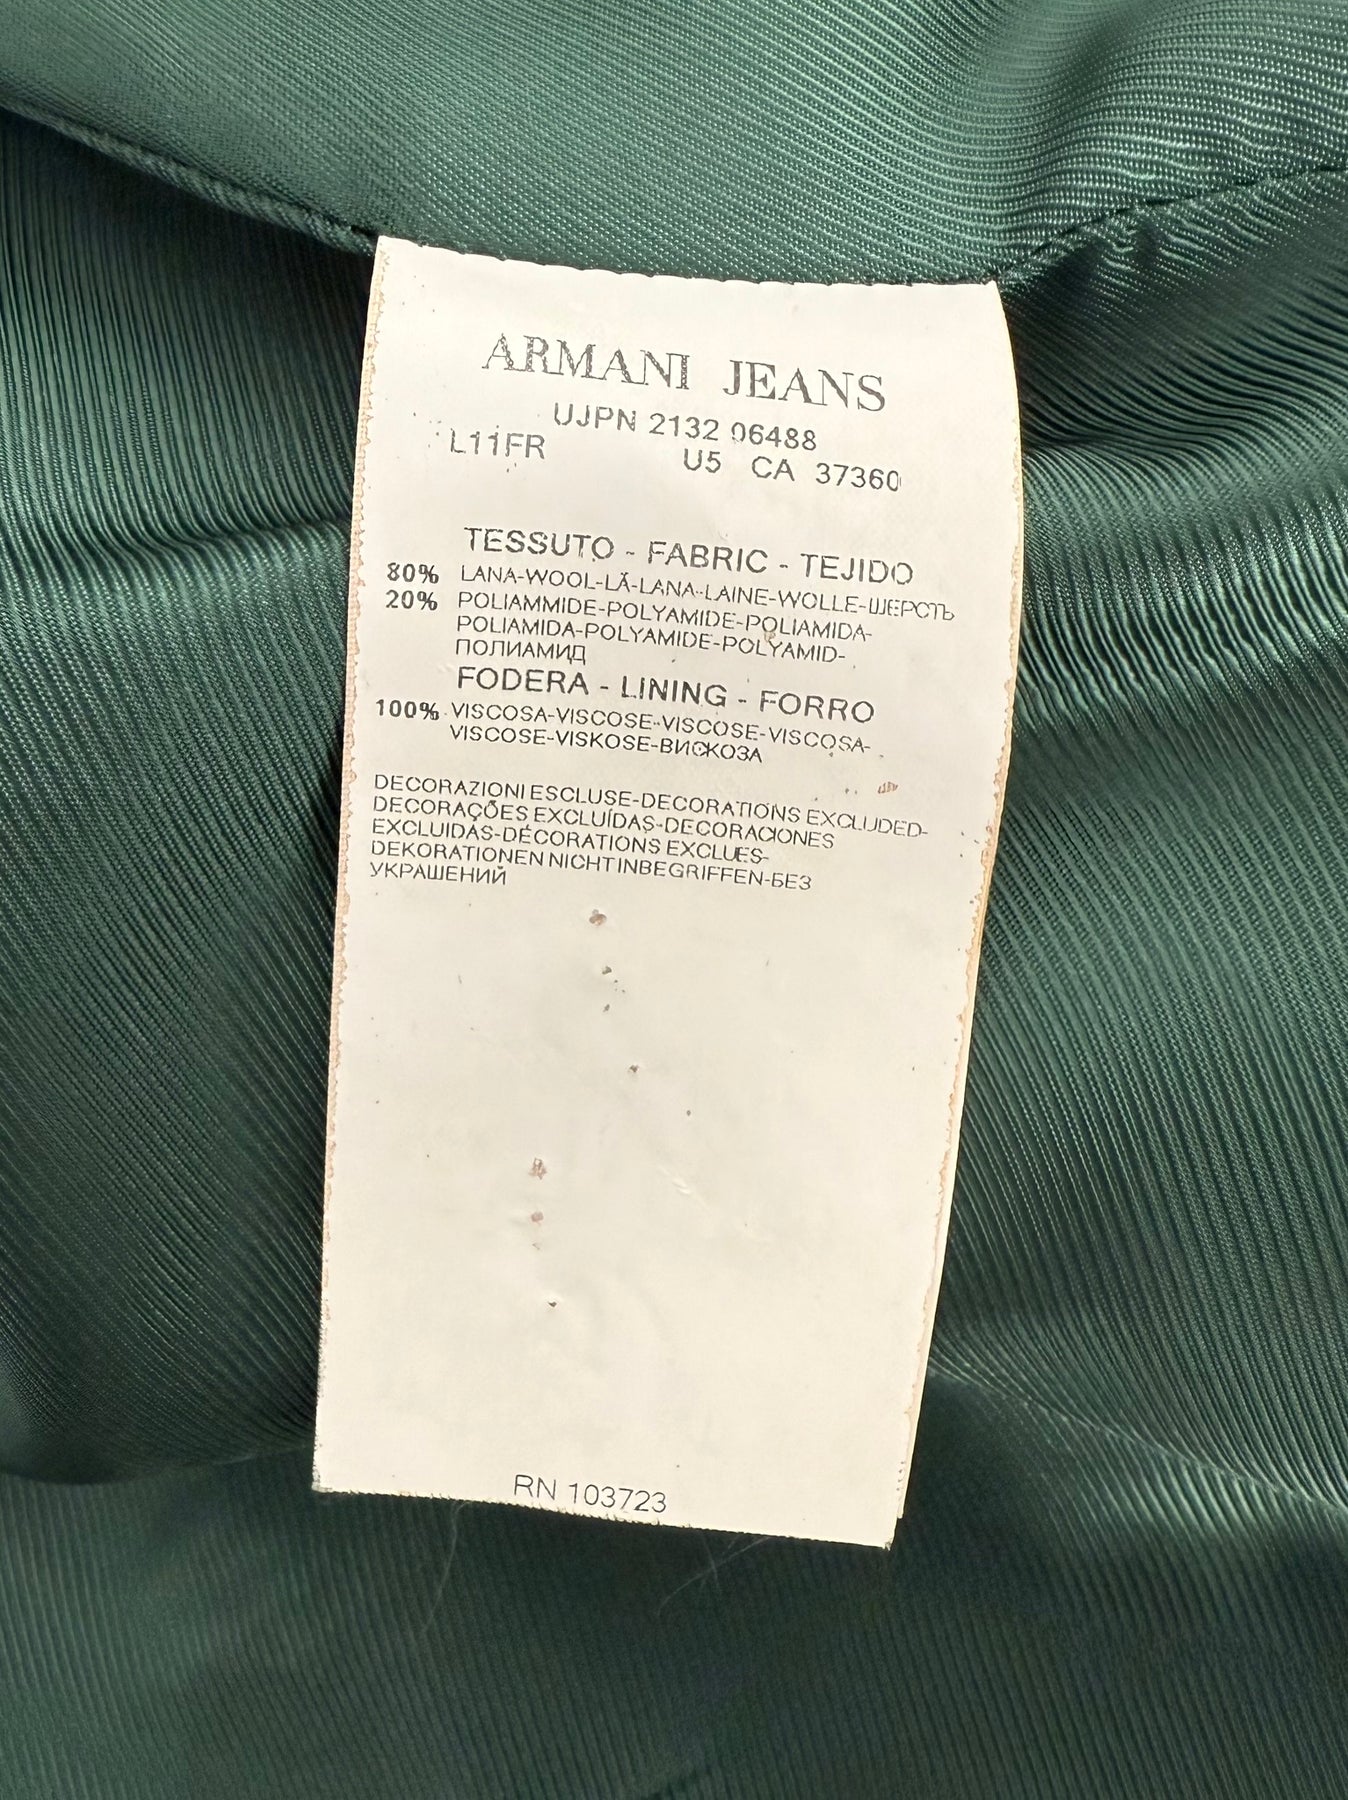 ARMANI JEANS
UJPN 2132 06488
L11FR U5 CA 37360
TESSUTO - FABRIC - TEJIDO
80% LANA-WOOL-LÃ-LANA-LAINE-WOLLE-ШЕРСТЬ
20% POLIAMMIDE-POLYAMIDE-POLIAMIDA-
POLIAMIDA-POLYAMIDE-POLYAMID-
ПОЛИАМИД
FODERA - LINING - FORRO
100% VISCOSA-VISCOSE-VISCOSE-VISCOSA-
VISCOSE-VISKOSE-ВИСКОЗА
DECORAZIONI ESCLUSE-DECORATIONS EXCLUDED-
DECORAÇÕES EXCLUÍDAS-DECORACIONES
EXCLUIDAS-DÉCORATIONS EXCLUES-
DEKORATIONEN NICHT INBEGRIFFEN-БЕЗ
УКРАШЕНИЙ
RN 103723